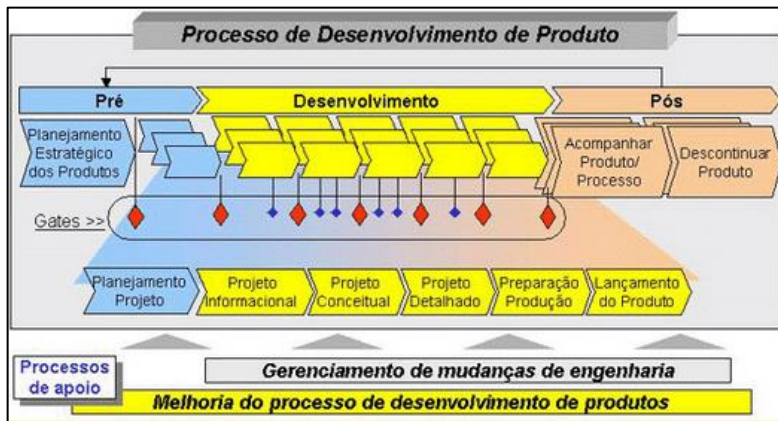 Processo de Desenvolvimento de Produto
Pré
Desenvolvimento
Pós
Planejamento
Estratégico
dos Produtos
Acompanhar
Produto/
Processo
Descontinuar
Produto
Gates >>
Planejamento
Projeto
Projeto
Informacional
Projeto
Conceitual
Projeto
Detalhado
Preparação
Produção
Lançamento
do Produto
Processos
de apoio
Gerenciamento de mudanças de engenharia
Melhoria do processo de desenvolvimento de produtos